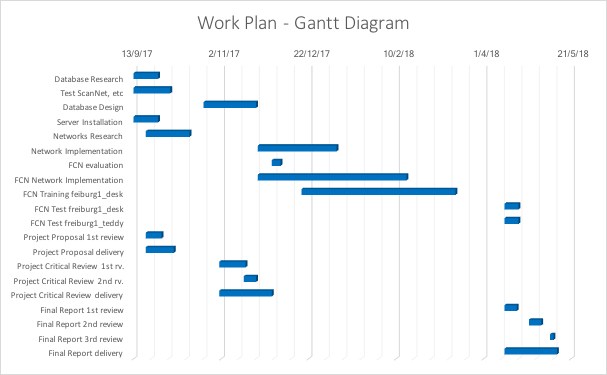 Work Plan - Gantt Diagram
13/9/17 2/11/17 22/12/17 10/2/18 1/4/18 21/5/18
Database Research
Test ScanNet, etc
Database Design
Server Installation
Networks Research
Network Implementation
FCN evaluation
FCN Network Implementation
FCN Training feiburg1_desk
FCN Test freiburg1_desk
FCN Test freiburg1_teddy
Project Proposal 1st review
Project Proposal delivery
Project Critical Review 1st rv.
Project Critical Review 2nd rv.
Project Critical Review delivery
Final Report 1st review
Final Report 2nd review
Final Report 3rd review
Final Report delivery